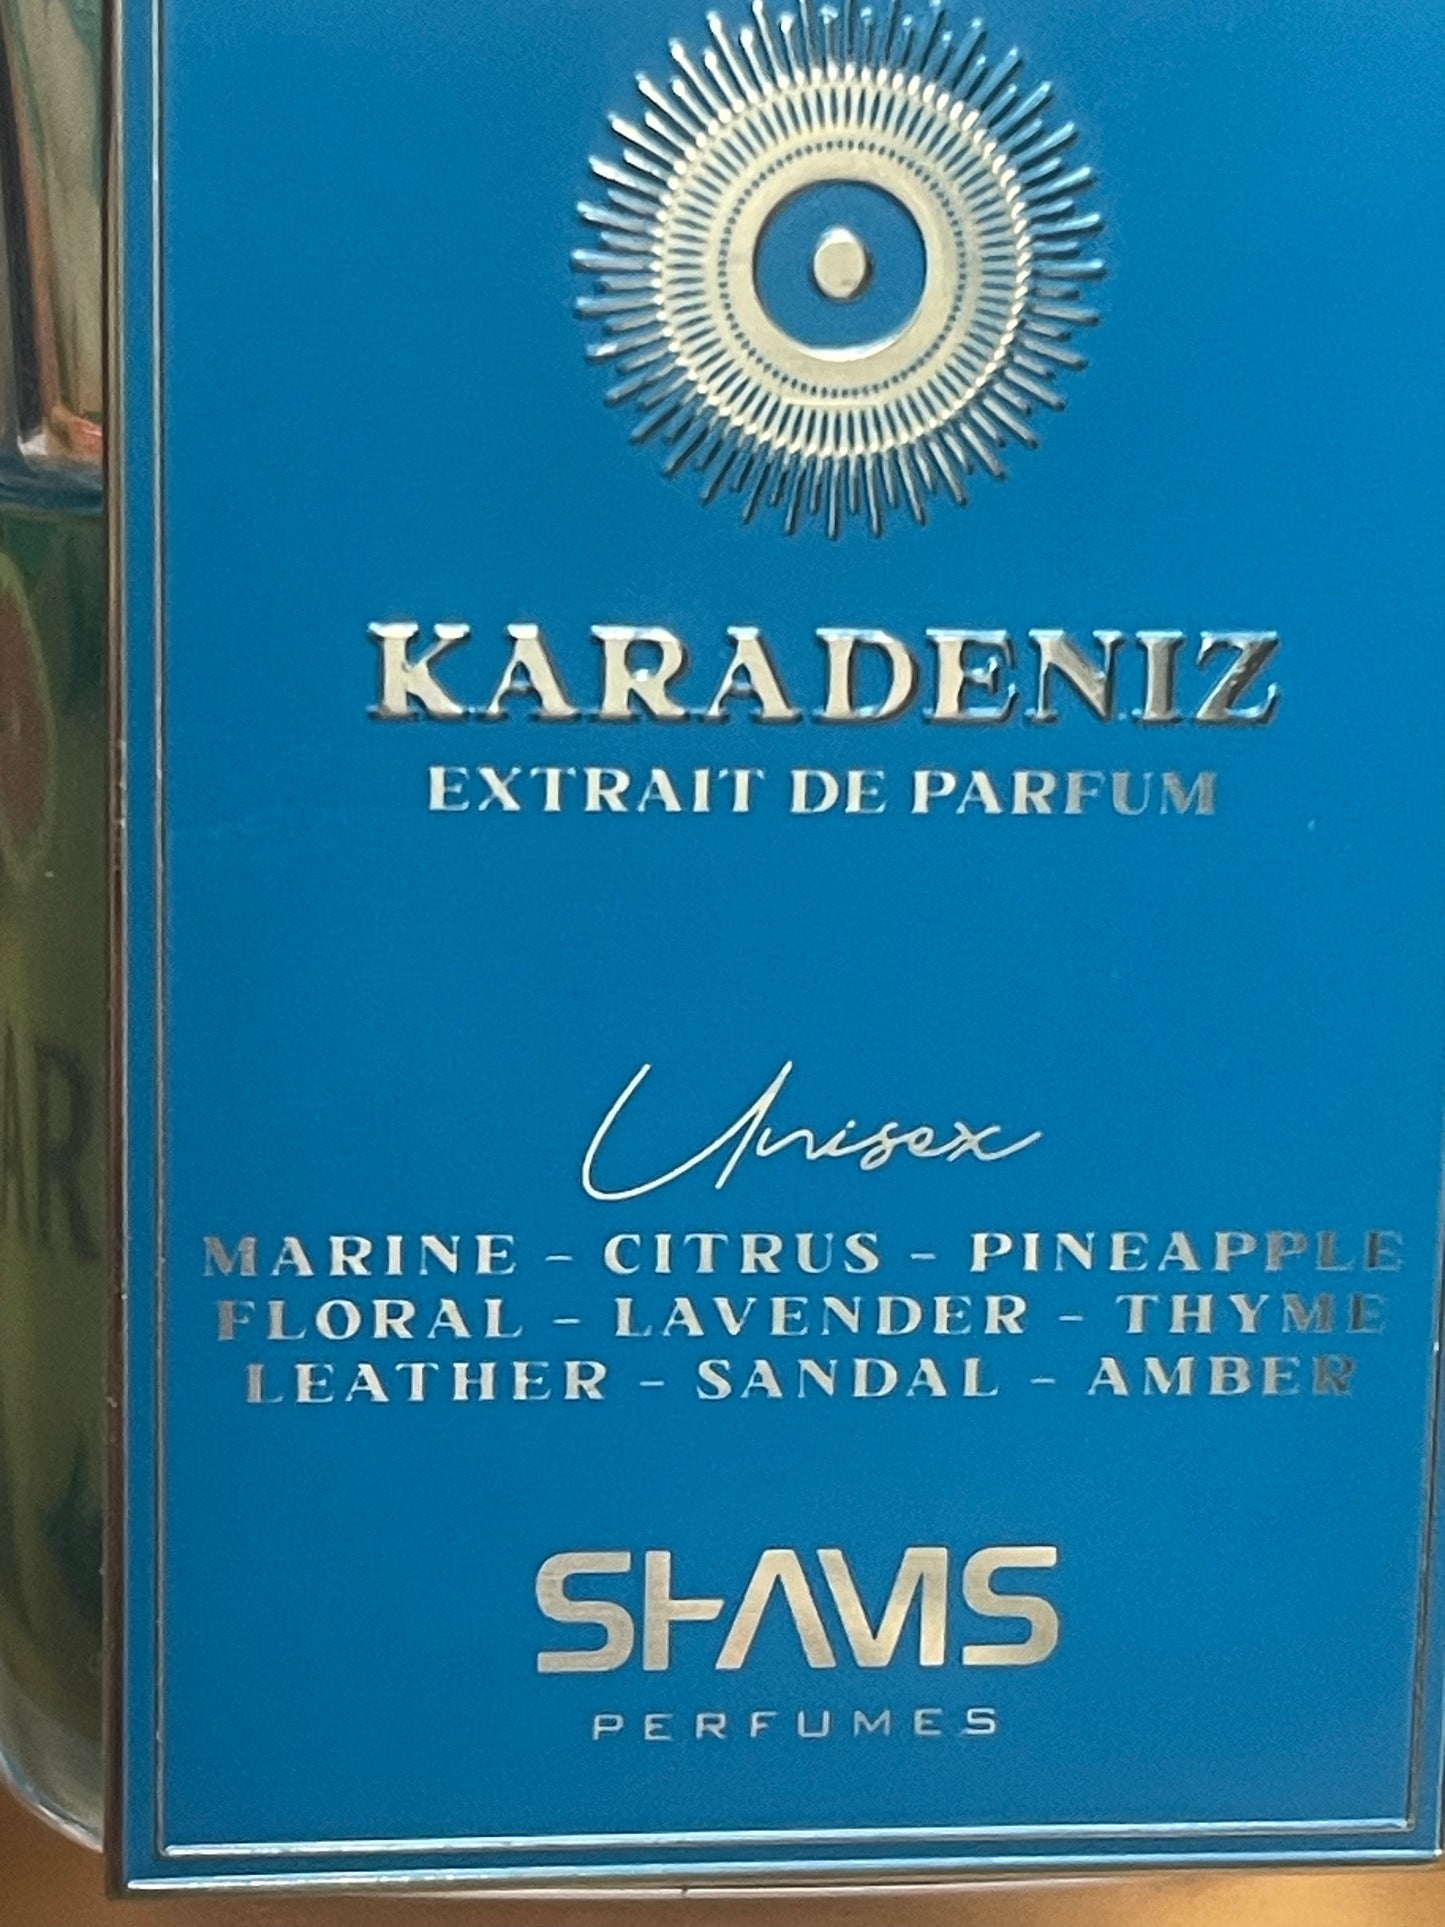 KARADENIZ
EXTRAIT DE PARFUM
Unisex
MARINE – CITRUS – PINEAPPLE
FLORAL – LAVENDER – THYME
LEATHER – SANDAL – AMBER
SHAMS
PERFUMES